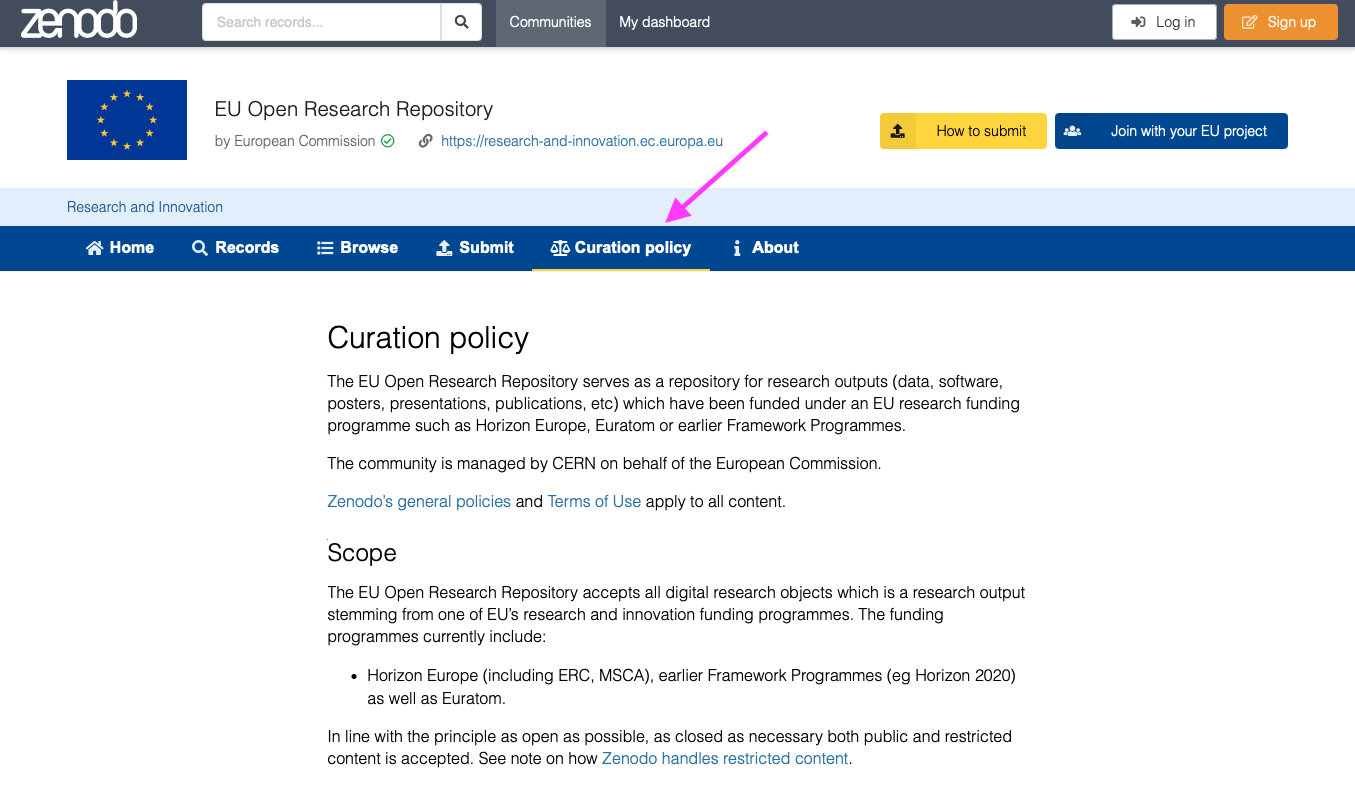 zenodo
Search records...
Communities
My dashboard
Log in
Sign up
EU Open Research Repository
by European Commission
https://research-and-innovation.ec.europa.eu
How to submit
Join with your EU project
Research and Innovation
Home
Records
Browse
Submit
Curation policy
About
Curation policy
The EU Open Research Repository serves as a repository for research outputs (data, software,
posters, presentations, publications, etc) which have been funded under an EU research funding
programme such as Horizon Europe, Euratom or earlier Framework Programmes.
The community is managed by CERN on behalf of the European Commission.
Zenodo's general policies and Terms of Use apply to all content.
Scope
The EU Open Research Repository accepts all digital research objects which is a research output
stemming from one of EU's research and innovation funding programmes. The funding
programmes currently include:
• Horizon Europe (including ERC, MSCA), earlier Framework Programmes (eg Horizon 2020)
as well as Euratom.
In line with the principle as open as possible, as closed as necessary both public and restricted
content is accepted. See note on how Zenodo handles restricted content.